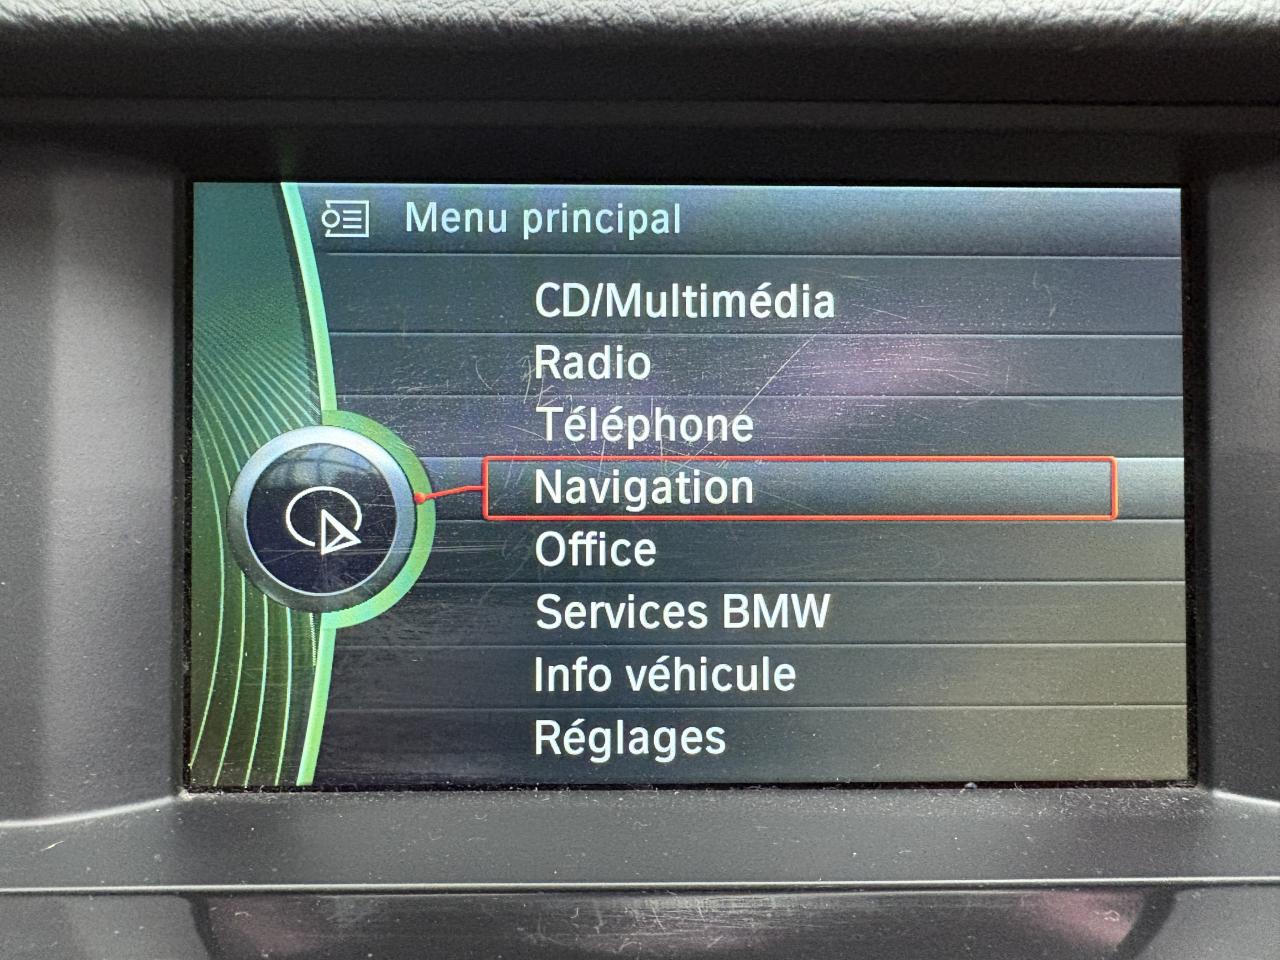 Menu principal
CD/Multimédia
Radio
Téléphone
Navigation
Office
Services BMW
Info véhicule
Réglages